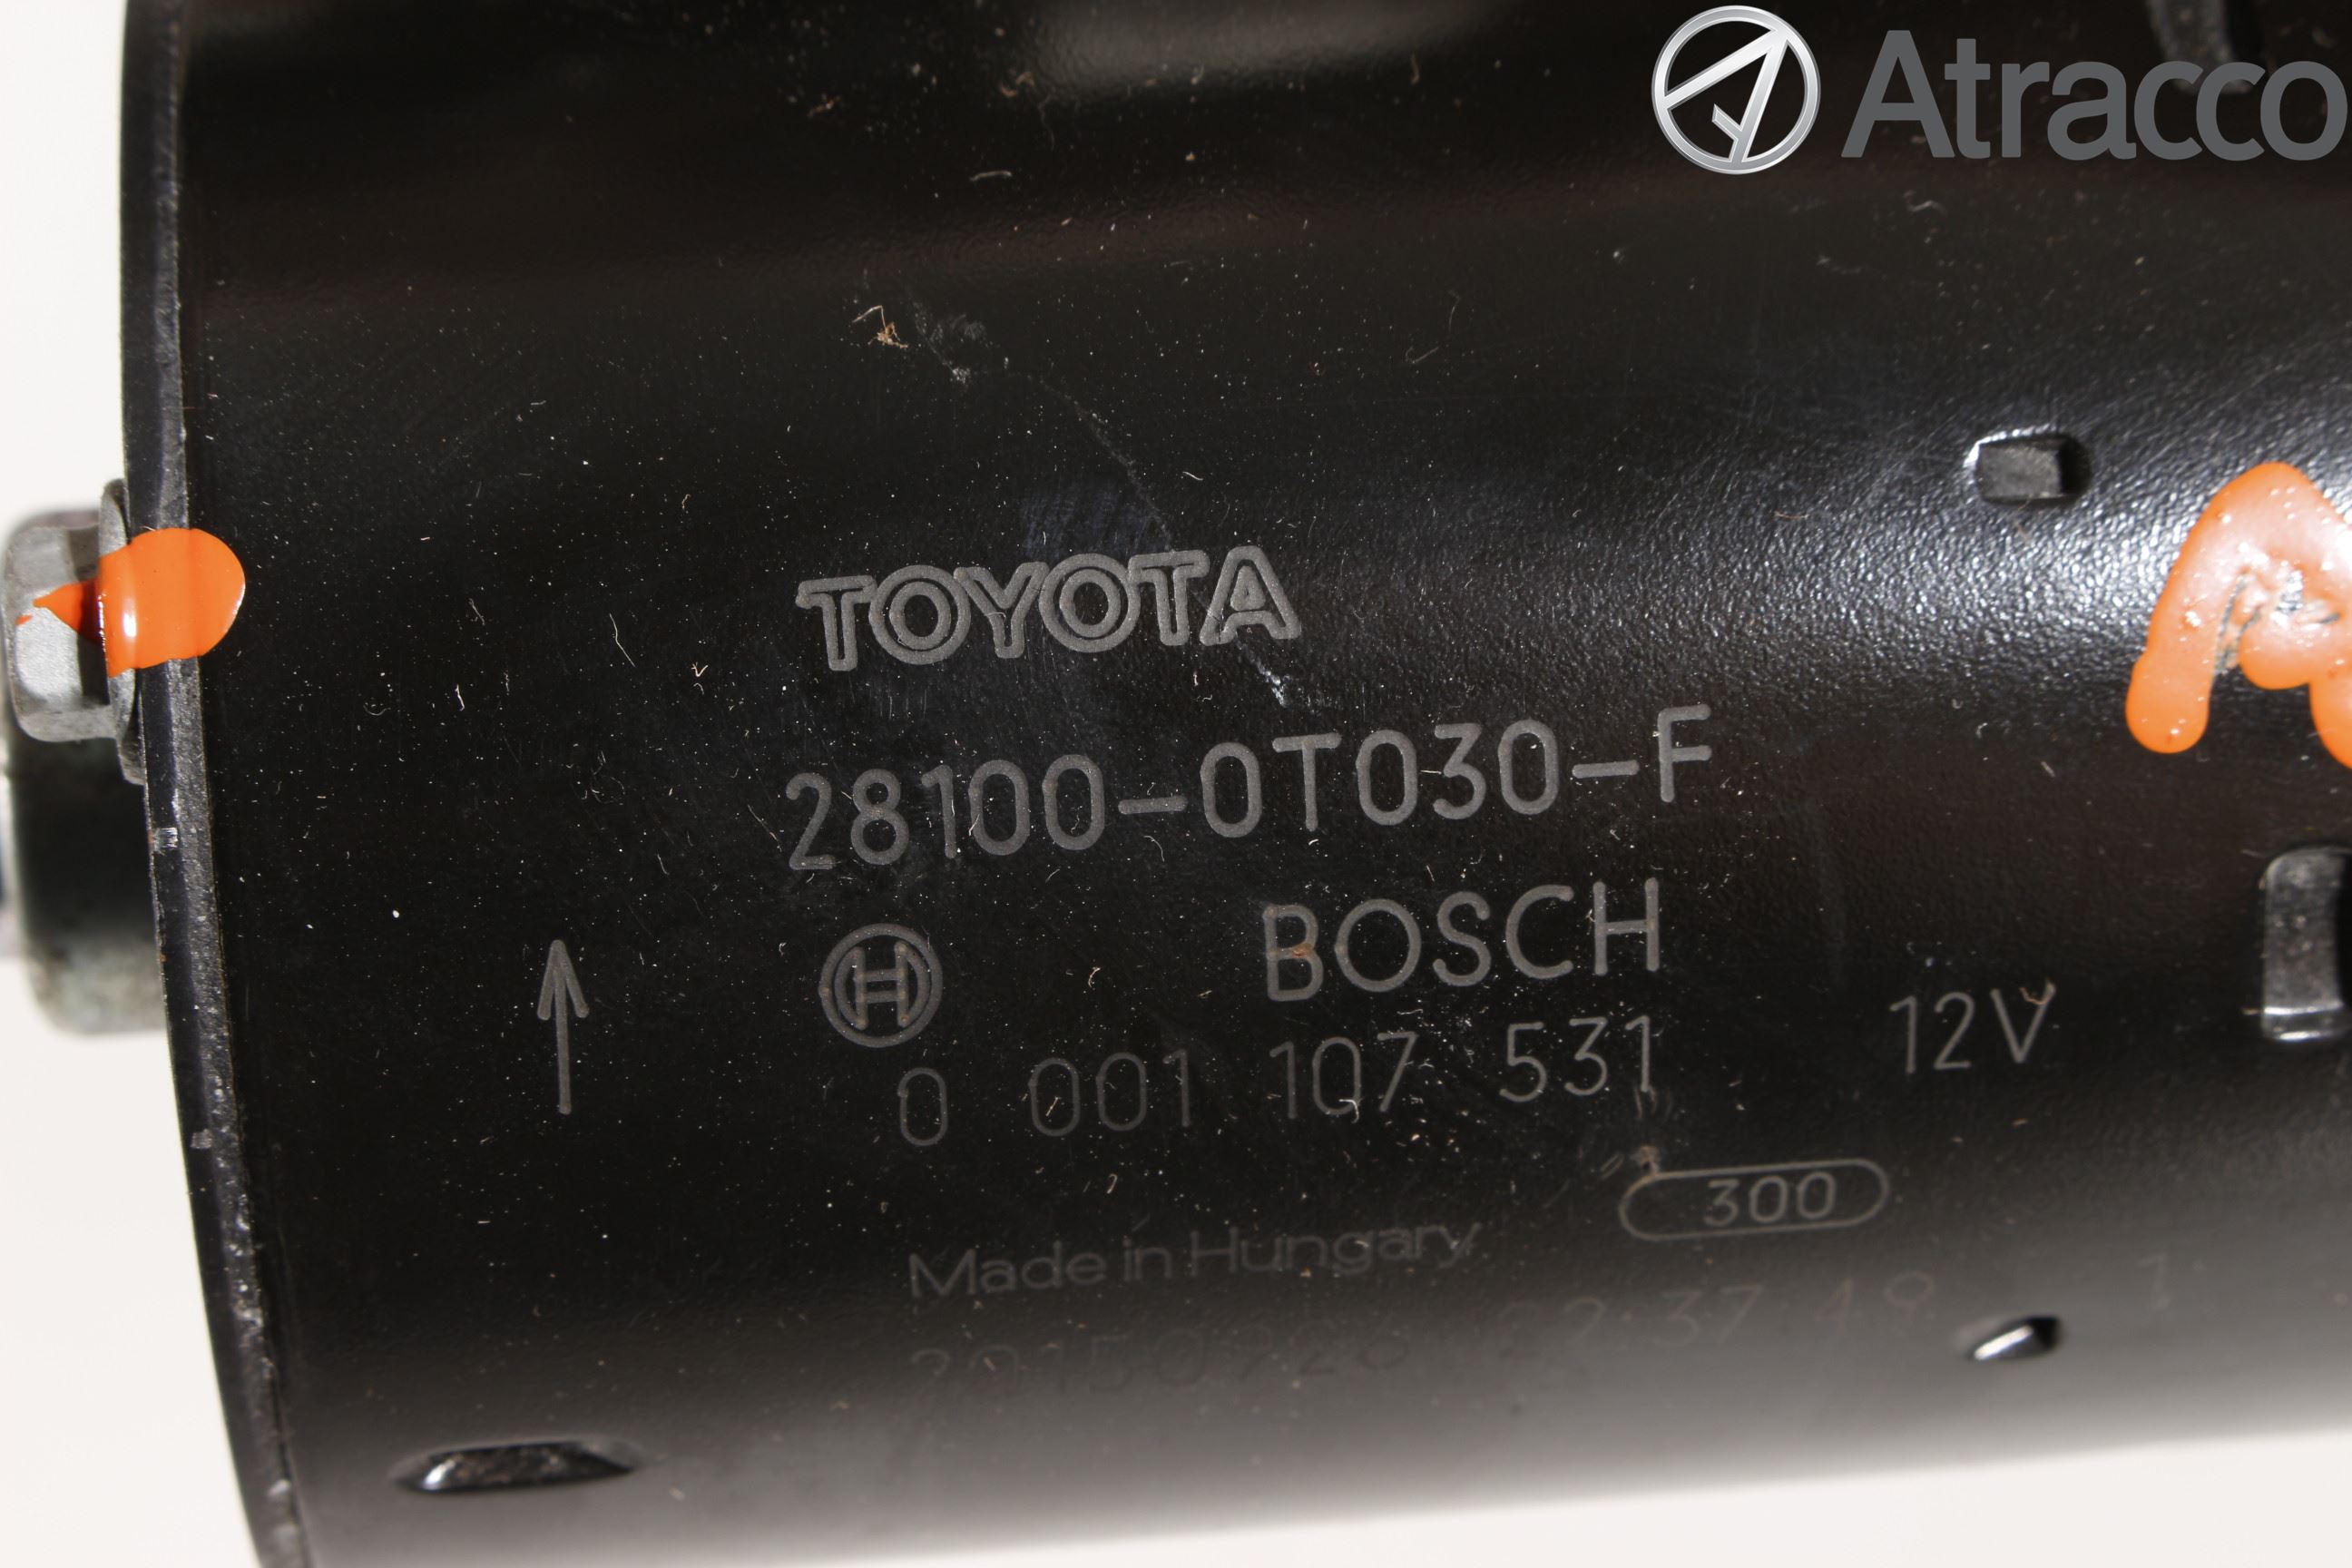 Atracco
TOYOTA
28100-0T030-F
BOSCH
0 001 107 531 12V
300
Made in Hungary